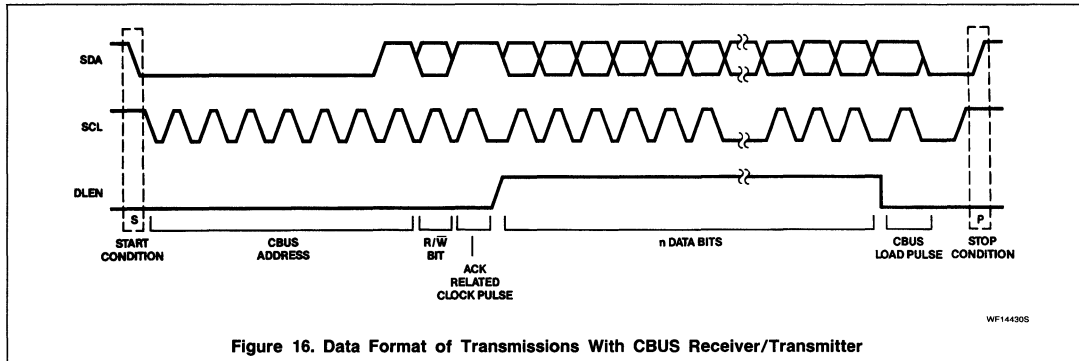 SDA
SCL
DLEN
S
P
START
CONDITION
CBUS
ADDRESS
R/W̅
BIT
ACK
RELATED
CLOCK PULSE
n DATA BITS
CBUS
LOAD PULSE
STOP
CONDITION
WF14430S
Figure 16. Data Format of Transmissions With CBUS Receiver/Transmitter